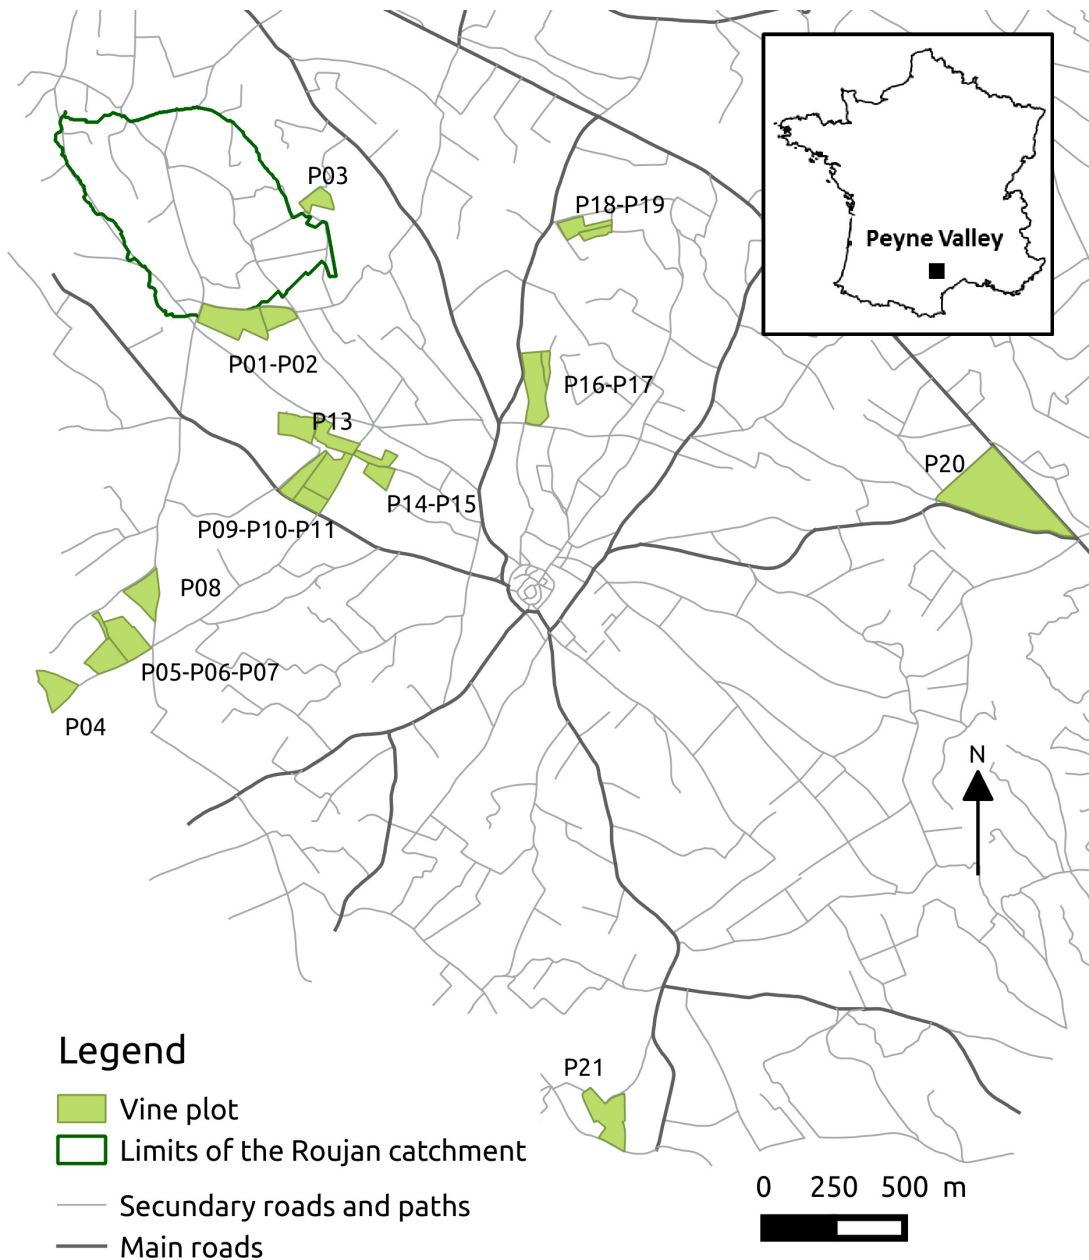 P03
P18-P19
Peyne Valley
P01-P02
P16-P17
P13
P20
P14-P15
P09-P10-P11
P08
P05-P06-P07
P04
N
Legend
P21
Vine plot
Limits of the Roujan catchment
0 250 500 m
Secundary roads and paths
Main roads